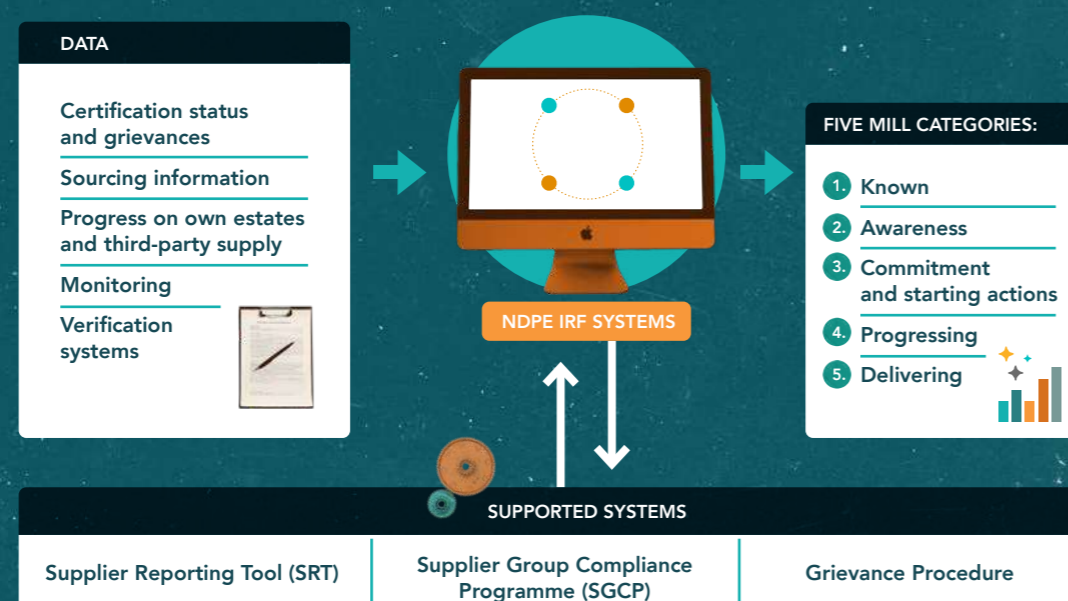 DATA
Certification status
and grievances
Sourcing information
Progress on own estates
and third-party supply
Monitoring
Verification
systems
NDPE IRF SYSTEMS
FIVE MILL CATEGORIES:
1. Known
2. Awareness
3. Commitment
and starting actions
4. Progressing
5. Delivering
SUPPORTED SYSTEMS
Supplier Reporting Tool (SRT)
Supplier Group Compliance
Programme (SGCP)
Grievance Procedure